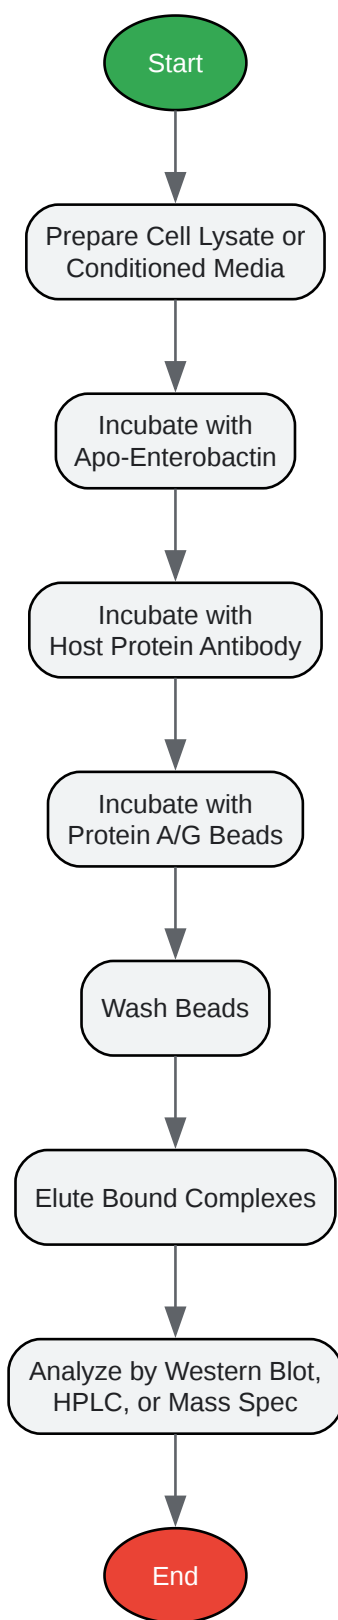 Start
Prepare Cell Lysate or
Conditioned Media
Incubate with
Apo-Enterobactin
Incubate with
Host Protein Antibody
Incubate with
Protein A/G Beads
Wash Beads
Elute Bound Complexes
Analyze by Western Blot,
HPLC, or Mass Spec
End